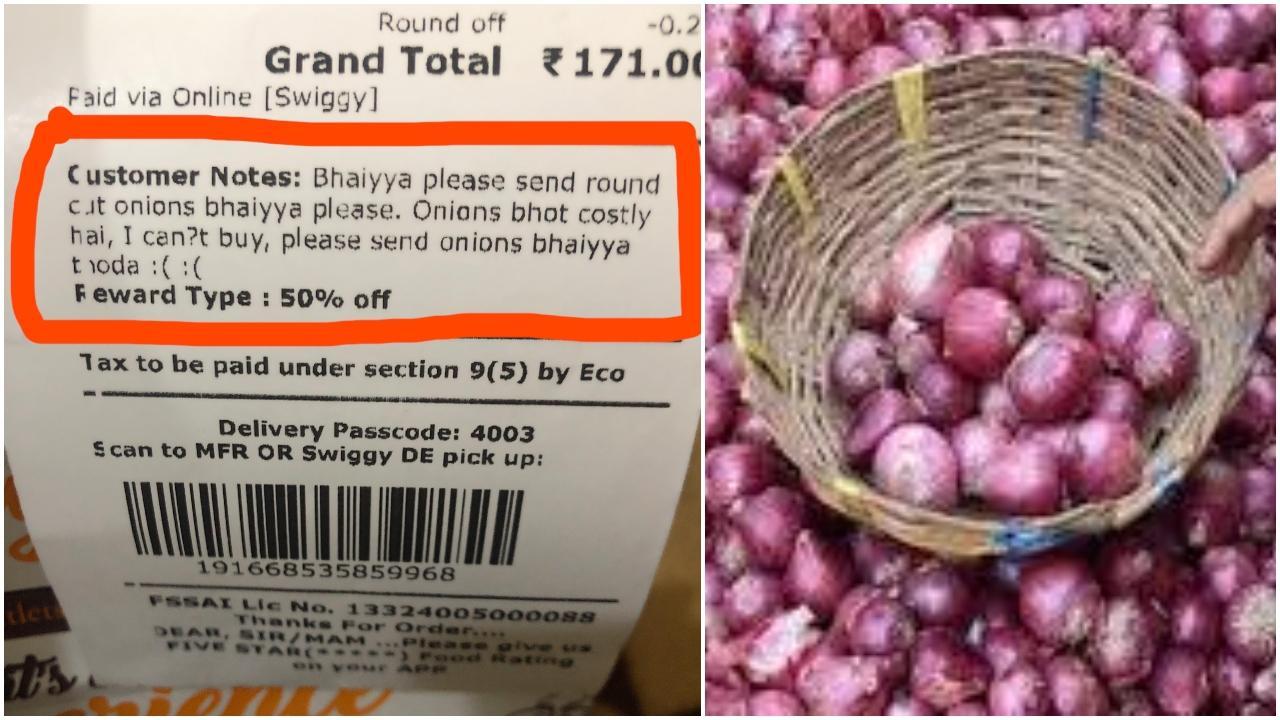 Round off -0.2
Grand Total ₹171.00
Paid via Online [Swiggy]
Customer Notes: Bhaiyya please send round
cut onions bhaiyya please. Onions bhot costly
hai, I can?t buy, please send onions bhaiyya
thoda :( :(
Reward Type : 50% off
Tax to be paid under section 9(5) by Eco
Delivery Passcode: 4003
Scan to MFR OR Swiggy DE pick up:
191668535859968
FSSAI Lic No. 13324005000088
Thanks For Order....
DEAR, SIR/MAM ...Please give us
FIVE STAR(*****) Food Rating
on your APP